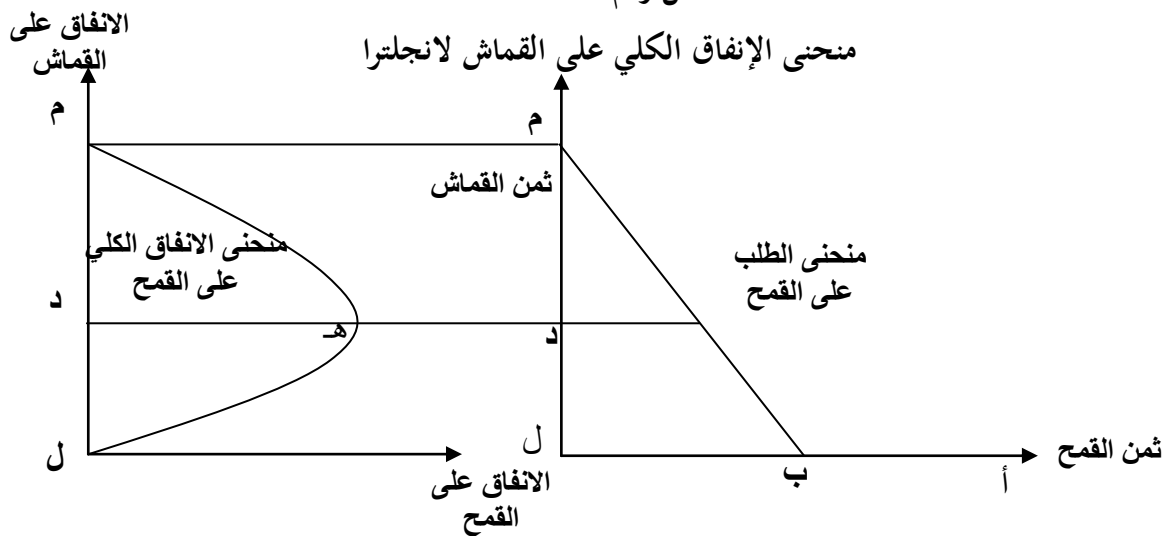 الانفاق على
القماش
منحنى الإنفاق الكلي على القماش لانجلترا
م
م
ثمن القماش
منحنى الانفاق الكلي
على القمح
منحنى الطلب
على القمح
د
هـ
د
ل
ل
ب
أ
ثمن القمح
الانفاق على
القمح